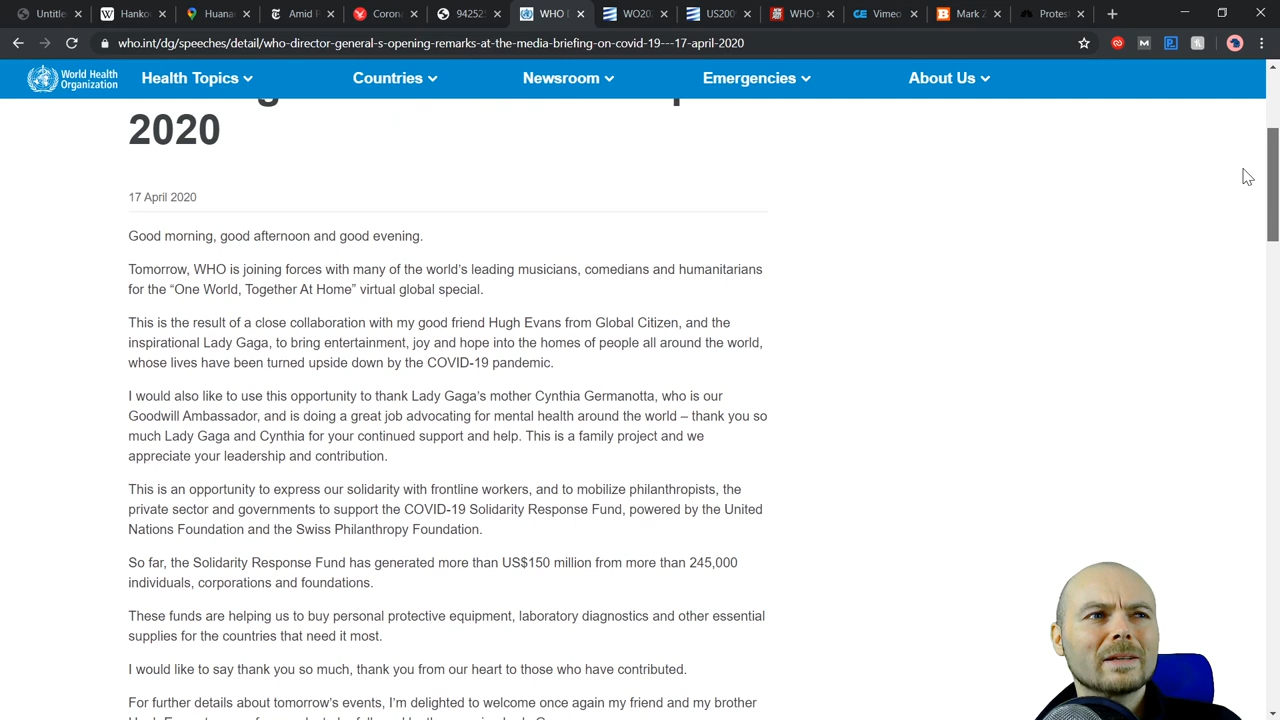 Untitle
Hanko
Huana
Amid P
Coron
94252
WHO D
WO20
US200
WHO s
Vimeo
Mark Z
Protes
who.int/dg/speeches/detail/who-director-general-s-opening-remarks-at-the-media-briefing-on-covid-19---17-april-2020
World Health
Organization
Health Topics
Countries
Newsroom
Emergencies
About Us
2020
17 April 2020
Good morning, good afternoon and good evening.
Tomorrow, WHO is joining forces with many of the world's leading musicians, comedians and humanitarians
for the “One World, Together At Home” virtual global special.
This is the result of a close collaboration with my good friend Hugh Evans from Global Citizen, and the
inspirational Lady Gaga, to bring entertainment, joy and hope into the homes of people all around the world,
whose lives have been turned upside down by the COVID-19 pandemic.
I would also like to use this opportunity to thank Lady Gaga's mother Cynthia Germanotta, who is our
Goodwill Ambassador, and is doing a great job advocating for mental health around the world – thank you so
much Lady Gaga and Cynthia for your continued support and help. This is a family project and we
appreciate your leadership and contribution.
This is an opportunity to express our solidarity with frontline workers, and to mobilize philanthropists, the
private sector and governments to support the COVID-19 Solidarity Response Fund, powered by the United
Nations Foundation and the Swiss Philanthropy Foundation.
So far, the Solidarity Response Fund has generated more than US$150 million from more than 245,000
individuals, corporations and foundations.
These funds are helping us to buy personal protective equipment, laboratory diagnostics and other essential
supplies for the countries that need it most.
I would like to say thank you so much, thank you from our heart to those who have contributed.
For further details about tomorrow's events, I'm delighted to welcome once again my friend and my brother